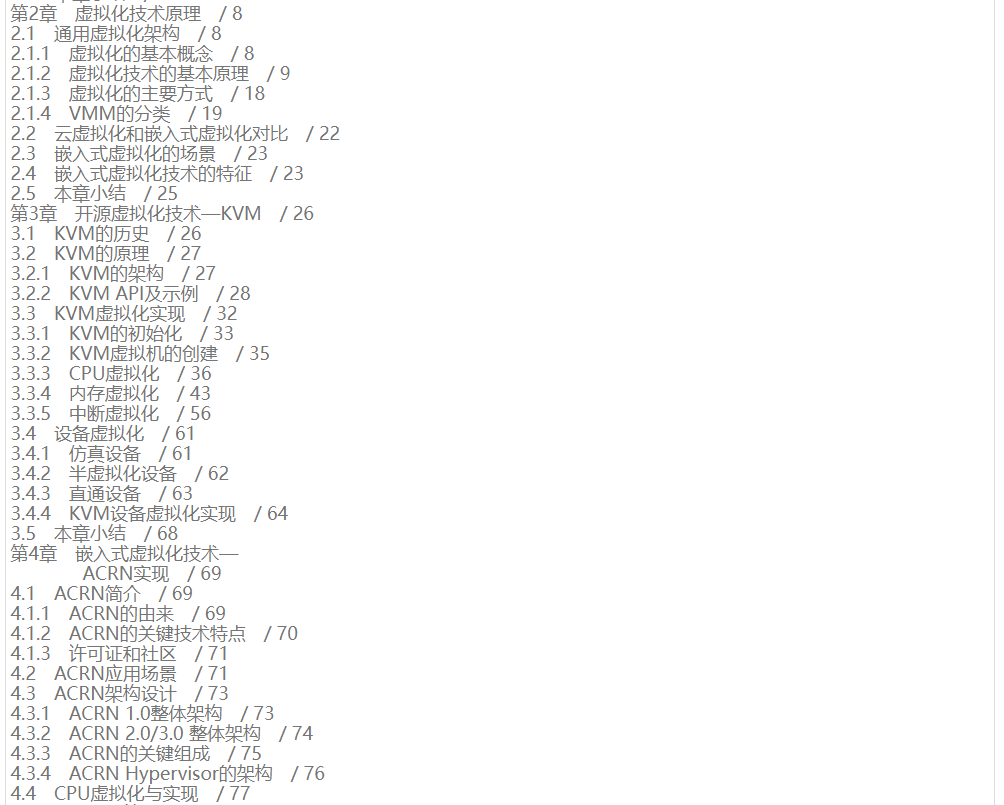 第2章　虚拟化技术原理　/ 8
2.1　通用虚拟化架构　/ 8
2.1.1　虚拟化的基本概念　/ 8
2.1.2　虚拟化技术的基本原理　/ 9
2.1.3　虚拟化的主要方式　/ 18
2.1.4　VMM的分类　/ 19
2.2　云虚拟化和嵌入式虚拟化对比　/ 22
2.3　嵌入式虚拟化的场景　/ 23
2.4　嵌入式虚拟化技术的特征　/ 23
2.5　本章小结　/ 25
第3章　开源虚拟化技术—KVM　/ 26
3.1　KVM的历史　/ 26
3.2　KVM的原理　/ 27
3.2.1　KVM的架构　/ 27
3.2.2　KVM API及示例　/ 28
3.3　KVM虚拟化实现　/ 32
3.3.1　KVM的初始化　/ 33
3.3.2　KVM虚拟机的创建　/ 35
3.3.3　CPU虚拟化　/ 36
3.3.4　内存虚拟化　/ 43
3.3.5　中断虚拟化　/ 56
3.4　设备虚拟化　/ 61
3.4.1　仿真设备　/ 61
3.4.2　半虚拟化设备　/ 62
3.4.3　直通设备　/ 63
3.4.4　KVM设备虚拟化实现　/ 64
3.5　本章小结　/ 68
第4章　嵌入式虚拟化技术—
ACRN实现　/ 69
4.1　ACRN简介　/ 69
4.1.1　ACRN的由来　/ 69
4.1.2　ACRN的关键技术特点　/ 70
4.1.3　许可证和社区　/ 71
4.2　ACRN应用场景　/ 71
4.3　ACRN架构设计　/ 73
4.3.1　ACRN 1.0整体架构　/ 73
4.3.2　ACRN 2.0/3.0 整体架构　/ 74
4.3.3　ACRN的关键组成　/ 75
4.3.4　ACRN Hypervisor的架构　/ 76
4.4　CPU虚拟化与实现　/ 77